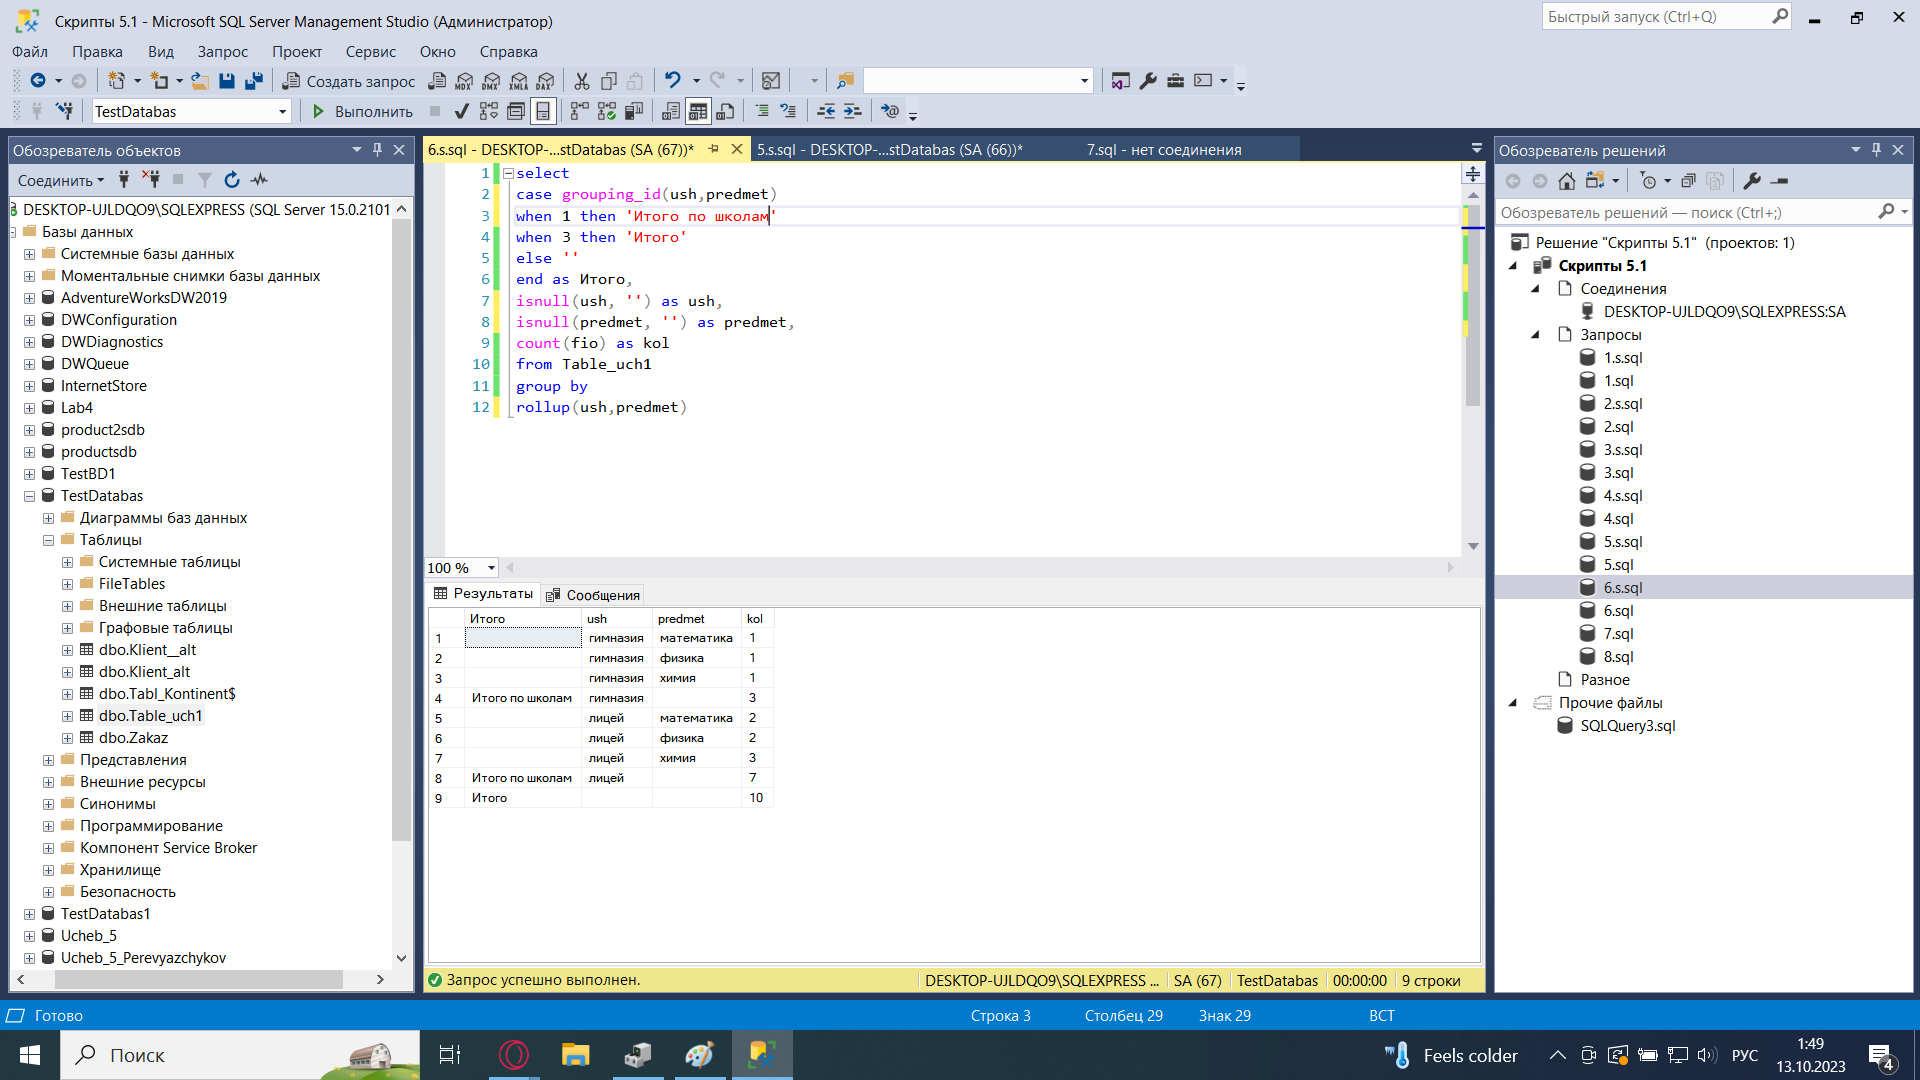 Скрипты 5.1 - Microsoft SQL Server Management Studio (Администратор)
Быстрый запуск (Ctrl+Q)
Файл Правка Вид Запрос Проект Сервис Окно Справка
Создать запрос
MDX DMX XMLA DAX
TestDatabas
Выполнить
Обозреватель объектов
Соединить
DESKTOP-UJLDQO9\SQLEXPRESS (SQL Server 15.0.2101
Базы данных
Системные базы данных
Моментальные снимки базы данных
AdventureWorksDW2019
DWConfiguration
DWDiagnostics
DWQueue
InternetStore
Lab4
product2sdb
productsdb
TestBD1
TestDatabas
Диаграммы баз данных
Таблицы
Системные таблицы
FileTables
Внешние таблицы
Графовые таблицы
dbo.Klient__alt
dbo.Klient_alt
dbo.Tabl_Kontinent$
dbo.Table_uch1
dbo.Zakaz
Представления
Внешние ресурсы
Синонимы
Программирование
Компонент Service Broker
Хранилище
Безопасность
TestDatabas1
Ucheb_5
Ucheb_5_Perevyazchykov
6.s.sql - DESKTOP-...stDatabas (SA (67))*
5.s.sql - DESKTOP-...stDatabas (SA (66))*
7.sql - нет соединения
1 select
2 case grouping_id(ush,predmet)
3 when 1 then 'Итого по школам'
4 when 3 then 'Итого'
5 else ''
6 end as Итого,
7 isnull(ush, '') as ush,
8 isnull(predmet, '') as predmet,
9 count(fio) as kol
10 from Table_uch1
11 group by
12 rollup(ush,predmet)
100 %
Результаты Сообщения
Итого ush predmet kol
1 гимназия математика 1
2 гимназия физика 1
3 гимназия химия 1
4 Итого по школам гимназия 3
5 лицей математика 2
6 лицей физика 2
7 лицей химия 3
8 Итого по школам лицей 7
9 Итого 10
Запрос успешно выполнен.
DESKTOP-UJLDQO9\SQLEXPRESS ... SA (67) TestDatabas 00:00:00 9 строки
Обозреватель решений
Обозреватель решений — поиск (Ctrl+;)
Решение "Скрипты 5.1" (проектов: 1)
Скрипты 5.1
Соединения
DESKTOP-UJLDQO9\SQLEXPRESS:SA
Запросы
1.s.sql
1.sql
2.s.sql
2.sql
3.s.sql
3.sql
4.s.sql
4.sql
5.s.sql
5.sql
6.s.sql
6.sql
7.sql
8.sql
Разное
Прочие файлы
SQLQuery3.sql
Готово
Строка 3 Столбец 29 Знак 29 ВСТ
Поиск
Feels colder
РУС
1:49
13.10.2023
4